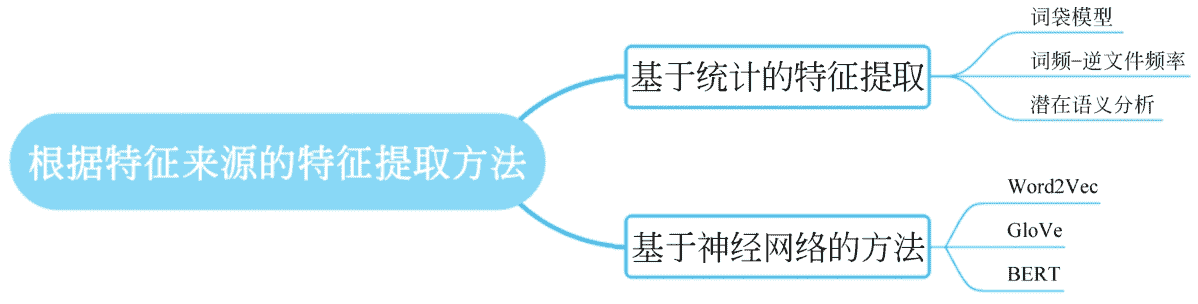 根据特征来源的特征提取方法
基于统计的特征提取
词袋模型
词频-逆文件频率
潜在语义分析
基于神经网络的方法
Word2Vec
GloVe
BERT